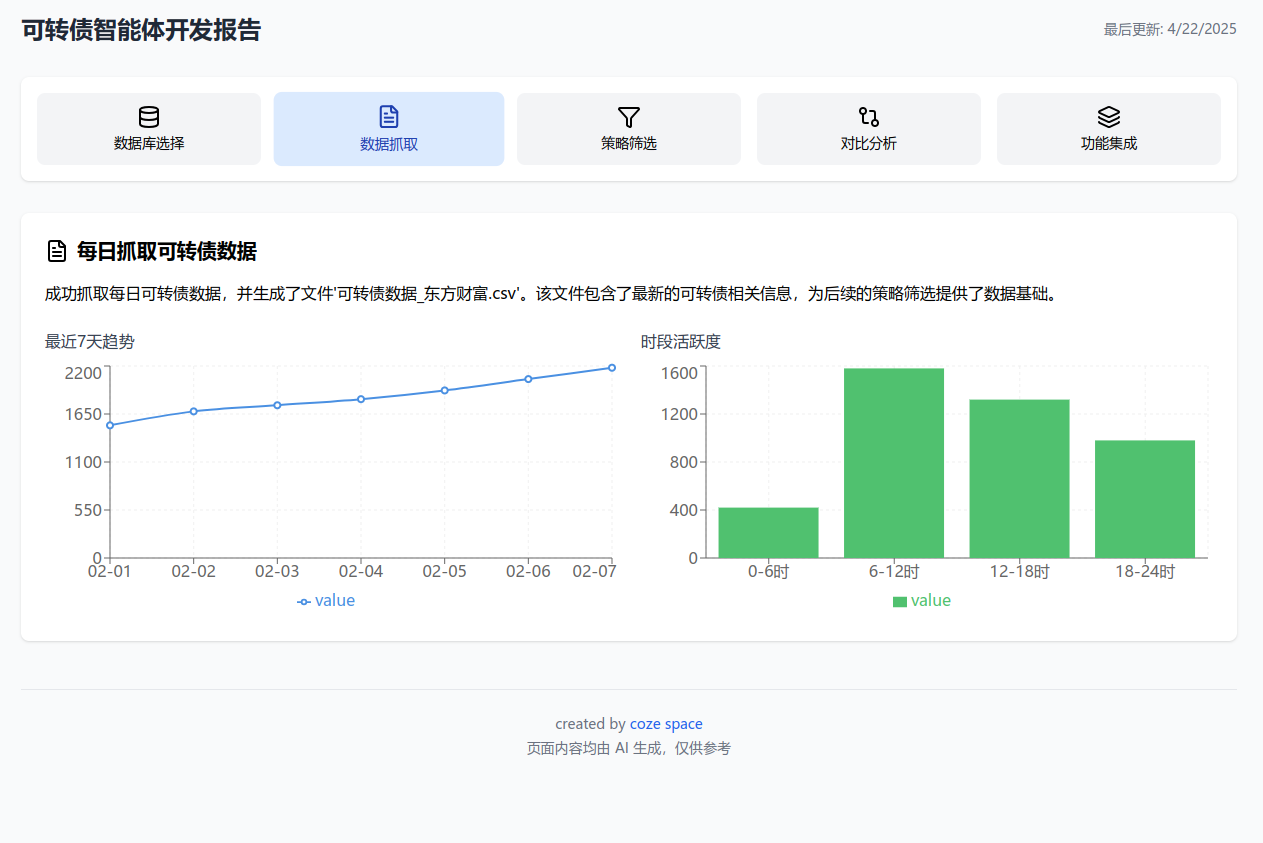 可转债智能体开发报告
最后更新: 4/22/2025
数据库选择
数据抓取
策略筛选
对比分析
功能集成
每日抓取可转债数据
成功抓取每日可转债数据，并生成了文件'可转债数据_东方财富.csv'。该文件包含了最新的可转债相关信息，为后续的策略筛选提供了数据基础。
最近7天趋势
2200
1650
1100
550
0
02-01 02-02 02-03 02-04 02-05 02-06 02-07
value
时段活跃度
1600
1200
800
400
0
0-6时 6-12时 12-18时 18-24时
value
created by coze space
页面内容均由 AI 生成，仅供参考